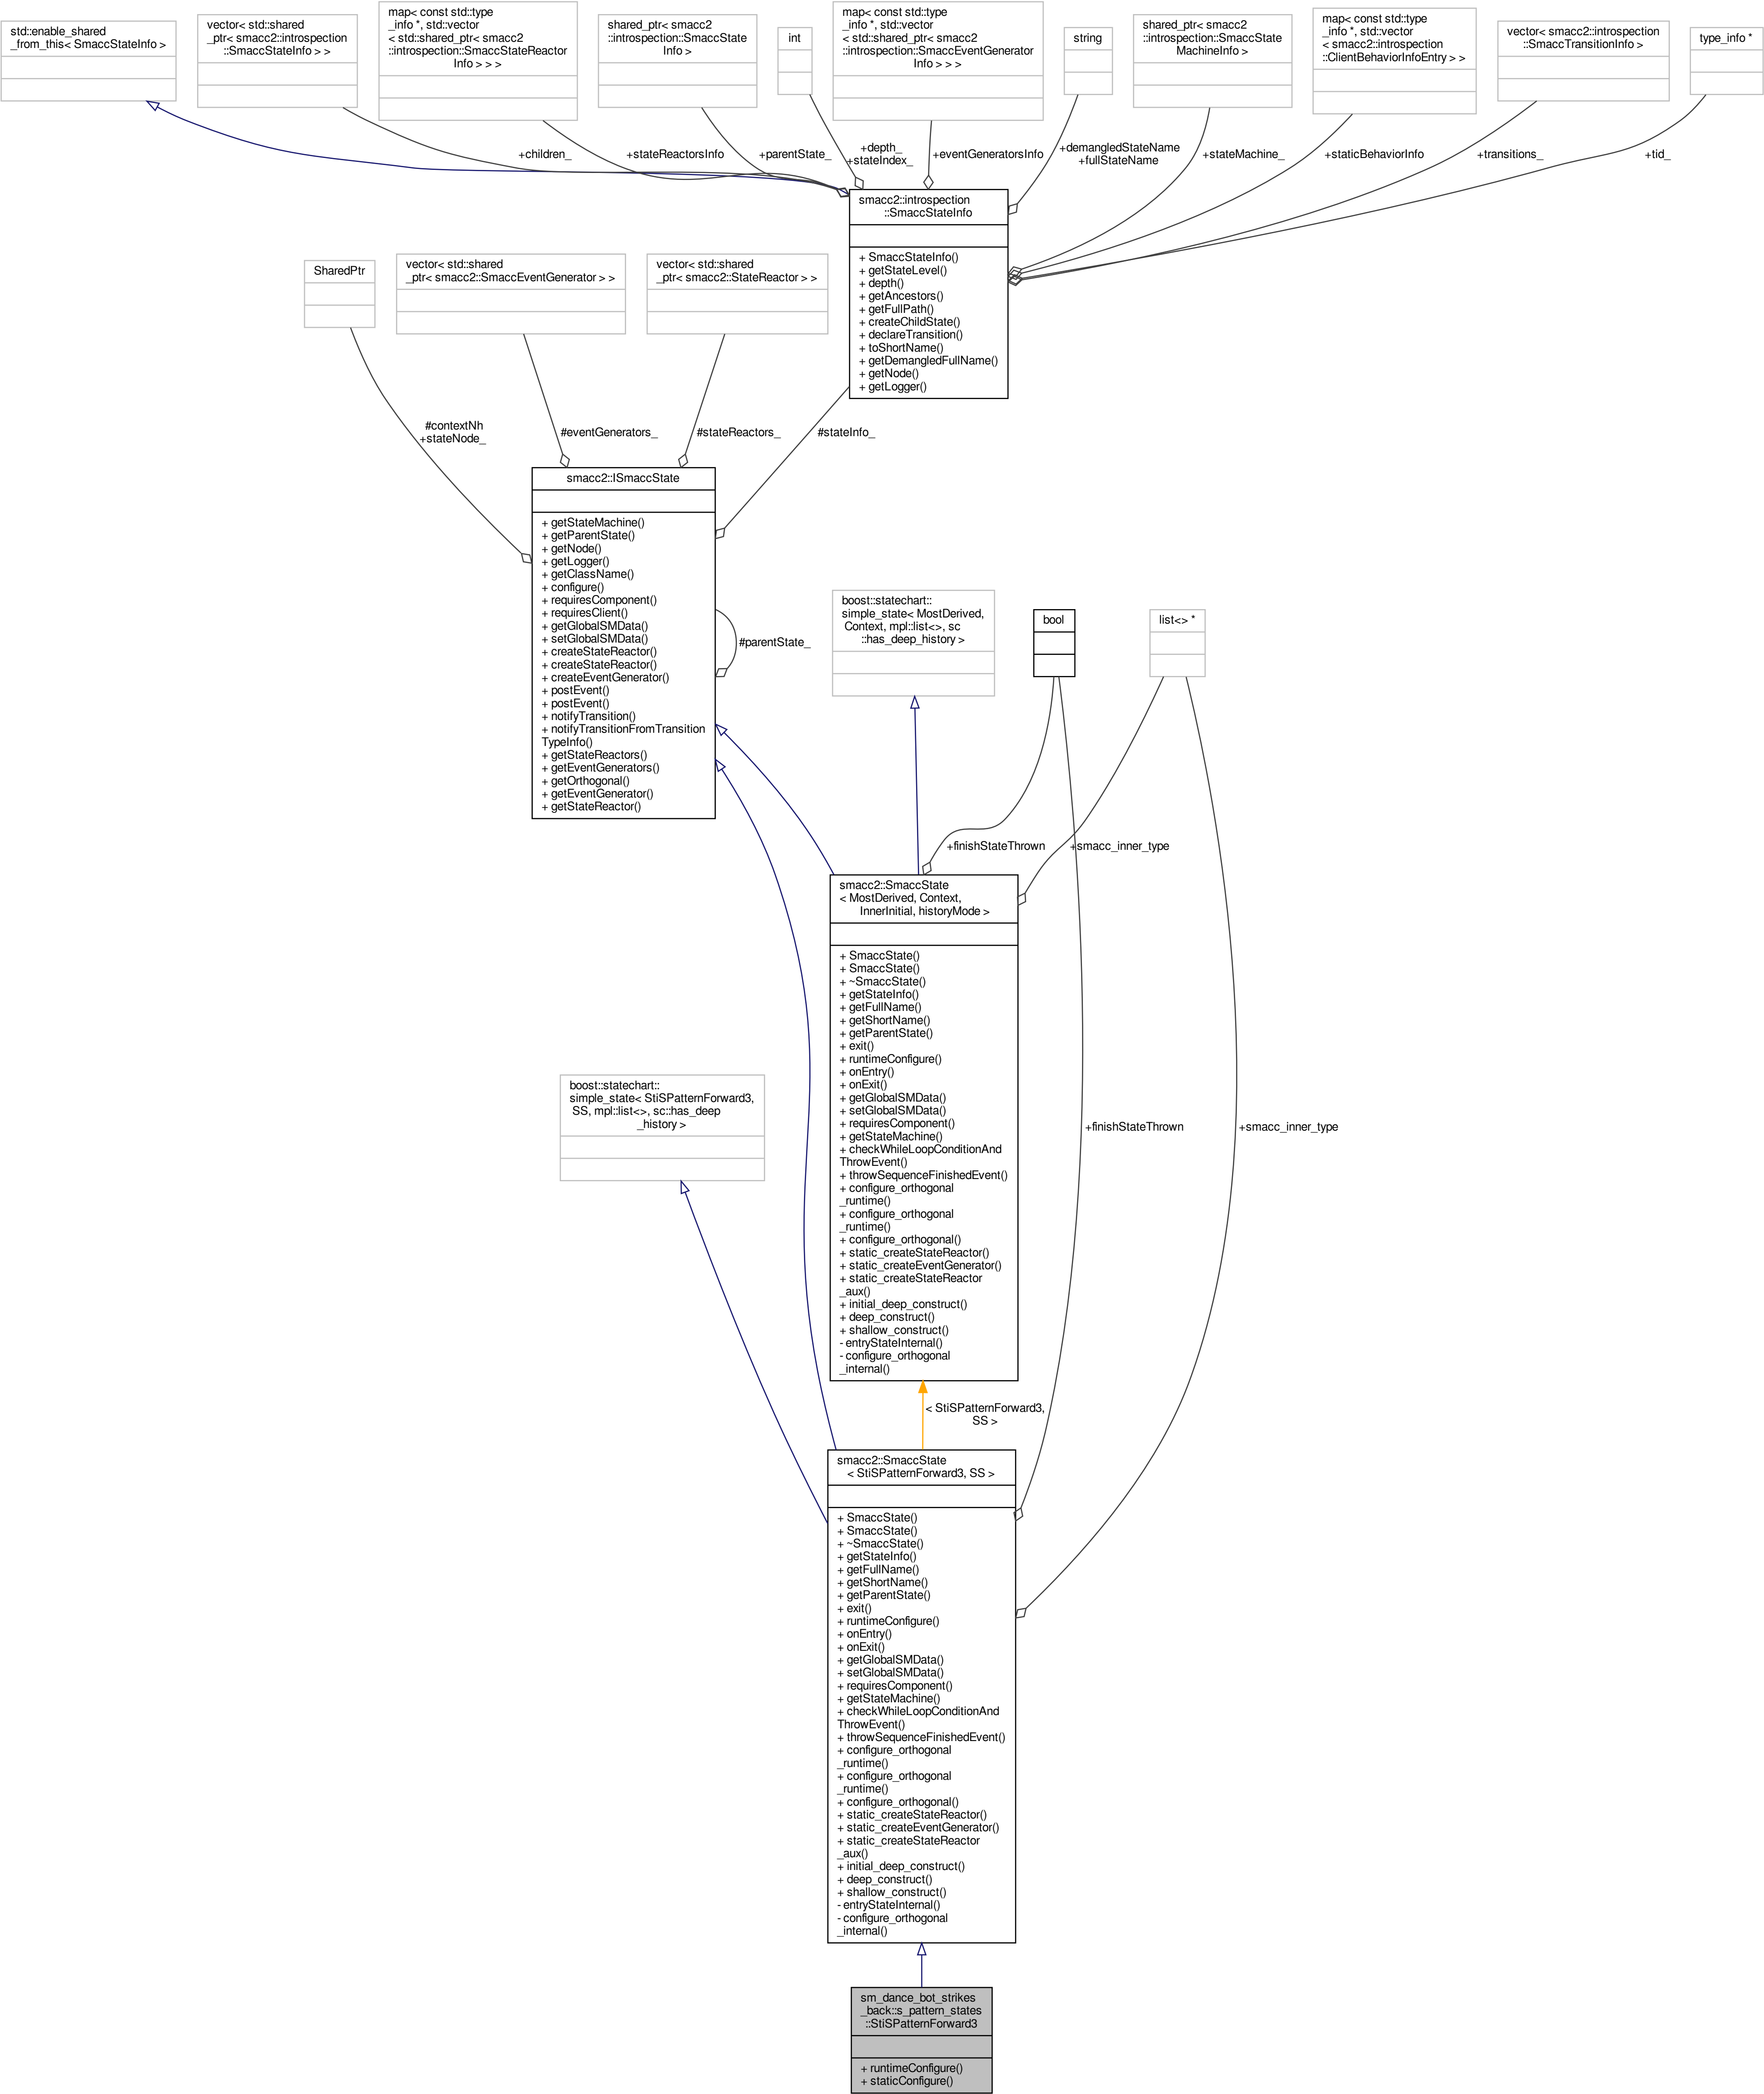 std::enable_shared
_from_this< SmaccStateInfo >
vector< std::shared
_ptr< smacc2::introspection
::SmaccStateInfo > >
map< const std::type
_info *, std::vector
< std::shared_ptr< smacc2
::introspection::SmaccStateReactor
Info > > >
shared_ptr< smacc2
::introspection::SmaccState
Info >
int
map< const std::type
_info *, std::vector
< std::shared_ptr< smacc2
::introspection::SmaccEventGenerator
Info > > >
string
shared_ptr< smacc2
::introspection::SmaccState
MachineInfo >
map< const std::type
_info *, std::vector
< smacc2::introspection
::ClientBehaviorInfoEntry > >
vector< smacc2::introspection
::SmaccTransitionInfo >
type_info *
+children_
+stateReactorsInfo
+parentState_
+depth_
+stateIndex_
+eventGeneratorsInfo
+demangledStateName
+fullStateName
+stateMachine_
+staticBehaviorInfo
+transitions_
+tid_
smacc2::introspection
::SmaccStateInfo
+ SmaccStateInfo()
+ getStateLevel()
+ depth()
+ getAncestors()
+ getFullPath()
+ createChildState()
+ declareTransition()
+ toShortName()
+ getDemangledFullName()
+ getNode()
+ getLogger()
SharedPtr
vector< std::shared
_ptr< smacc2::SmaccEventGenerator > >
vector< std::shared
_ptr< smacc2::StateReactor > >
#contextNh
+stateNode_
#eventGenerators_
#stateReactors_
#stateInfo_
smacc2::ISmaccState
+ getStateMachine()
+ getParentState()
+ getNode()
+ getLogger()
+ getClassName()
+ configure()
+ requiresComponent()
+ requiresClient()
+ getGlobalSMData()
+ setGlobalSMData()
+ createStateReactor()
+ createStateReactor()
+ createEventGenerator()
+ postEvent()
+ postEvent()
+ notifyTransition()
+ notifyTransitionFromTransition
TypeInfo()
+ getStateReactors()
+ getEventGenerators()
+ getOrthogonal()
+ getEventGenerator()
+ getStateReactor()
#parentState_
boost::statechart::
simple_state< MostDerived,
Context, mpl::list<>, sc
::has_deep_history >
bool
list<> *
+finishStateThrown
+smacc_inner_type
smacc2::SmaccState
< MostDerived, Context,
InnerInitial, historyMode >
+ SmaccState()
+ SmaccState()
+ ~SmaccState()
+ getStateInfo()
+ getFullName()
+ getShortName()
+ getParentState()
+ exit()
+ runtimeConfigure()
+ onEntry()
+ onExit()
+ getGlobalSMData()
+ setGlobalSMData()
+ requiresComponent()
+ getStateMachine()
+ checkWhileLoopConditionAnd
ThrowEvent()
+ throwSequenceFinishedEvent()
+ configure_orthogonal
_runtime()
+ configure_orthogonal
_runtime()
+ configure_orthogonal()
+ static_createStateReactor()
+ static_createEventGenerator()
+ static_createStateReactor
_aux()
+ initial_deep_construct()
+ deep_construct()
+ shallow_construct()
- entryStateInternal()
- configure_orthogonal
_internal()
boost::statechart::
simple_state< StiSPatternForward3,
SS, mpl::list<>, sc::has_deep
_history >
+finishStateThrown
+smacc_inner_type
< StiSPatternForward3,
SS >
smacc2::SmaccState
< StiSPatternForward3, SS >
+ SmaccState()
+ SmaccState()
+ ~SmaccState()
+ getStateInfo()
+ getFullName()
+ getShortName()
+ getParentState()
+ exit()
+ runtimeConfigure()
+ onEntry()
+ onExit()
+ getGlobalSMData()
+ setGlobalSMData()
+ requiresComponent()
+ getStateMachine()
+ checkWhileLoopConditionAnd
ThrowEvent()
+ throwSequenceFinishedEvent()
+ configure_orthogonal
_runtime()
+ configure_orthogonal
_runtime()
+ configure_orthogonal()
+ static_createStateReactor()
+ static_createEventGenerator()
+ static_createStateReactor
_aux()
+ initial_deep_construct()
+ deep_construct()
+ shallow_construct()
- entryStateInternal()
- configure_orthogonal
_internal()
sm_dance_bot_strikes
_back::s_pattern_states
::StiSPatternForward3
+ runtimeConfigure()
+ staticConfigure()